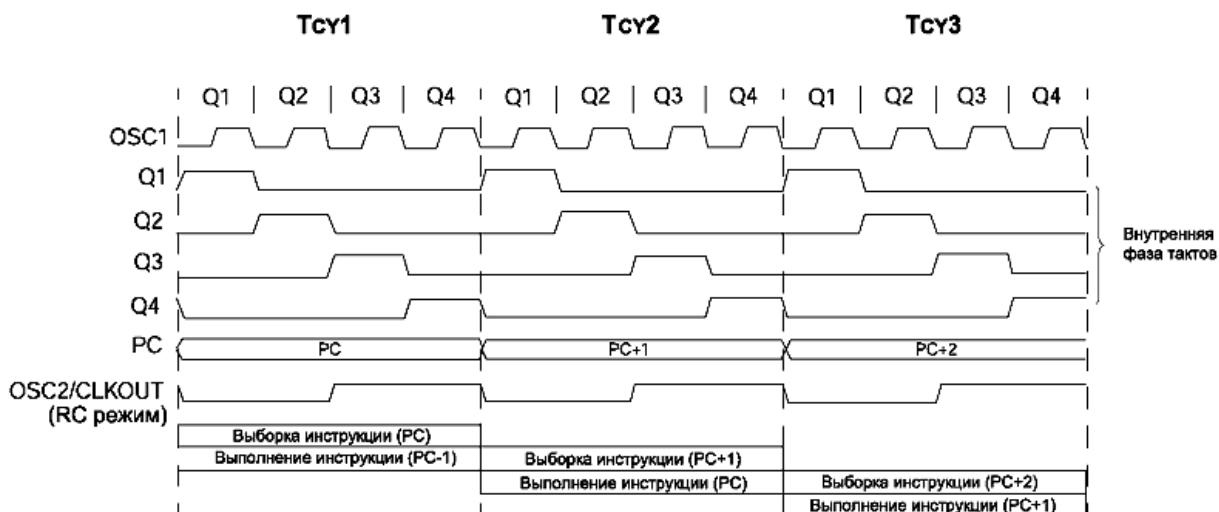 TCY1 TCY2 TCY3
Q1 Q2 Q3 Q4 Q1 Q2 Q3 Q4 Q1 Q2 Q3 Q4
OSC1
Q1
Q2
Внутренняя
фаза тактов
Q3
Q4
PC PC PC+1 PC+2
OSC2/CLKOUT
(RC режим)
Выборка инструкции (PC)
Выполнение инструкции (PC-1) Выборка инструкции (PC+1)
Выполнение инструкции (PC) Выборка инструкции (PC+2)
Выполнение инструкции (PC+1)